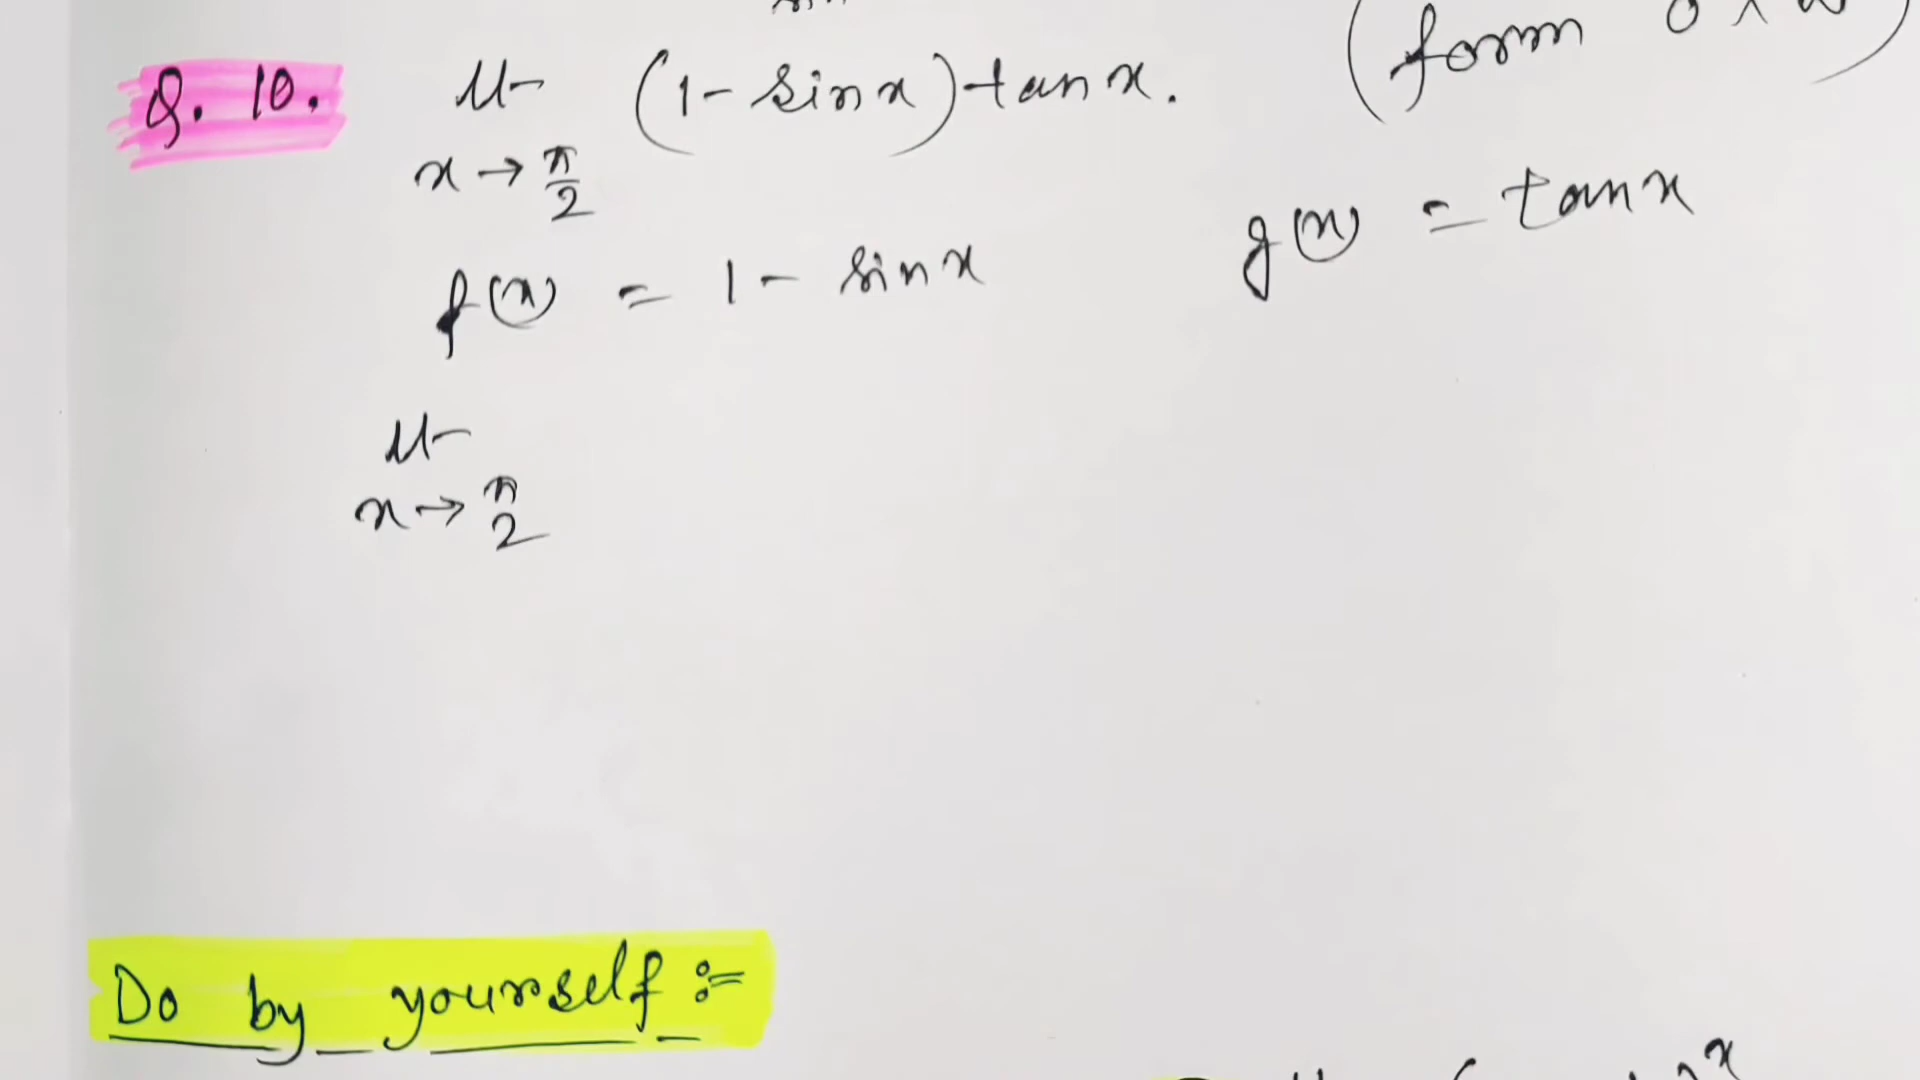 Q. 10. lt (1 - sin x) tan x. (form 0 ×
x → π/2
f(x) = 1 - sin x g(x) = tan x
lt
x → π/2
Do by yourself :-